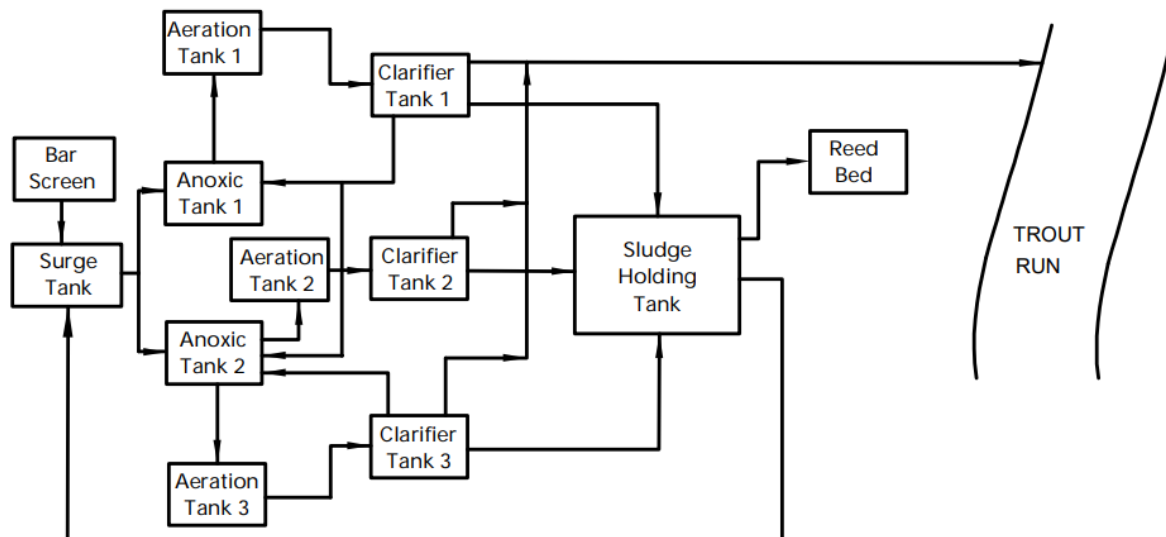 Aeration
Tank 1
Clarifier
Tank 1
Bar
Screen
Reed
Bed
Anoxic
Tank 1
Surge
Tank
Aeration
Tank 2
Clarifier
Tank 2
Sludge
Holding
Tank
TROUT
RUN
Anoxic
Tank 2
Clarifier
Tank 3
Aeration
Tank 3